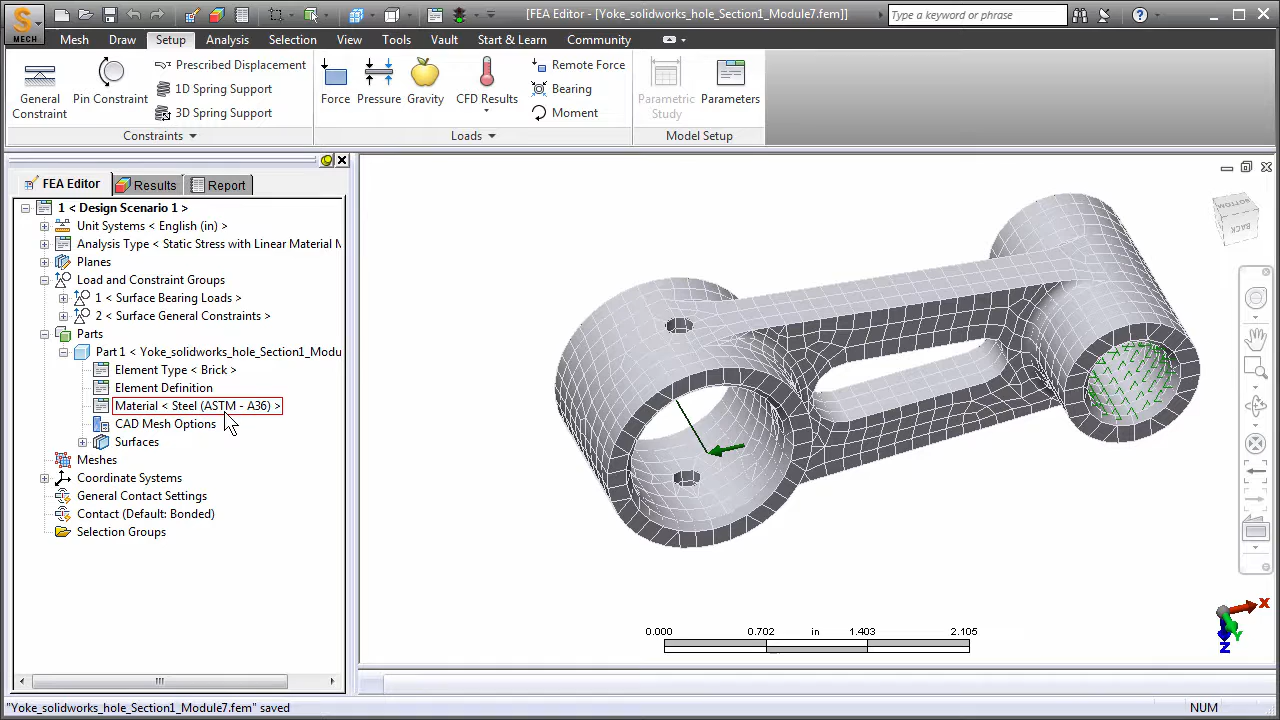 [FEA Editor - [Yoke_solidworks_hole_Section1_Module7.fem]]
Type a keyword or phrase
MECH
Mesh Draw Setup Analysis Selection View Tools Vault Start & Learn Community
General Constraint
Pin Constraint
Prescribed Displacement
1D Spring Support
3D Spring Support
Constraints
Force
Pressure
Gravity
CFD Results
Remote Force
Bearing
Moment
Loads
Parametric Study
Parameters
Model Setup
FEA Editor Results Report
1 < Design Scenario 1 >
Unit Systems < English (in) >
Analysis Type < Static Stress with Linear Material M
Planes
Load and Constraint Groups
1 < Surface Bearing Loads >
2 < Surface General Constraints >
Parts
Part 1 < Yoke_solidworks_hole_Section1_Modu
Element Type < Brick >
Element Definition
Material < Steel (ASTM - A36) >
CAD Mesh Options
Surfaces
Meshes
Coordinate Systems
General Contact Settings
Contact (Default: Bonded)
Selection Groups
BOTTOM
BACK
0.000 0.702 in 1.403 2.105
X
Y
Z
"Yoke_solidworks_hole_Section1_Module7.fem" saved
NUM